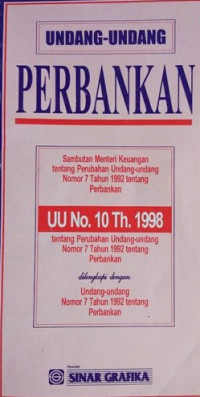 UNDANG-UNDANG
PERBANKAN
Sambutan Menteri Keuangan
tentang Perubahan Undang-undang
Nomor 7 Tahun 1992 tentang
Perbankan
UU No. 10 Th. 1998
tentang Perubahan Undang-undang
Nomor 7 Tahun 1992 tentang
Perbankan
dilengkapi dengan:
Undang-undang
Nomor 7 Tahun 1992 tentang
Perbankan
Penerbit
SINAR GRAFIKA